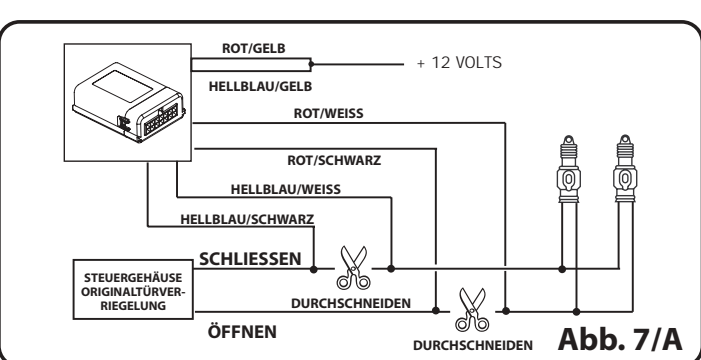 ROT/GELB
+ 12 VOLTS
HELLBLAU/GELB
ROT/WEISS
ROT/SCHWARZ
HELLBLAU/WEISS
HELLBLAU/SCHWARZ
SCHLIESSEN
STEUERGEHÄUSE
ORIGINALTÜRVER-
RIEGELUNG
DURCHSCHNEIDEN
ÖFFNEN
DURCHSCHNEIDEN
Abb. 7/A